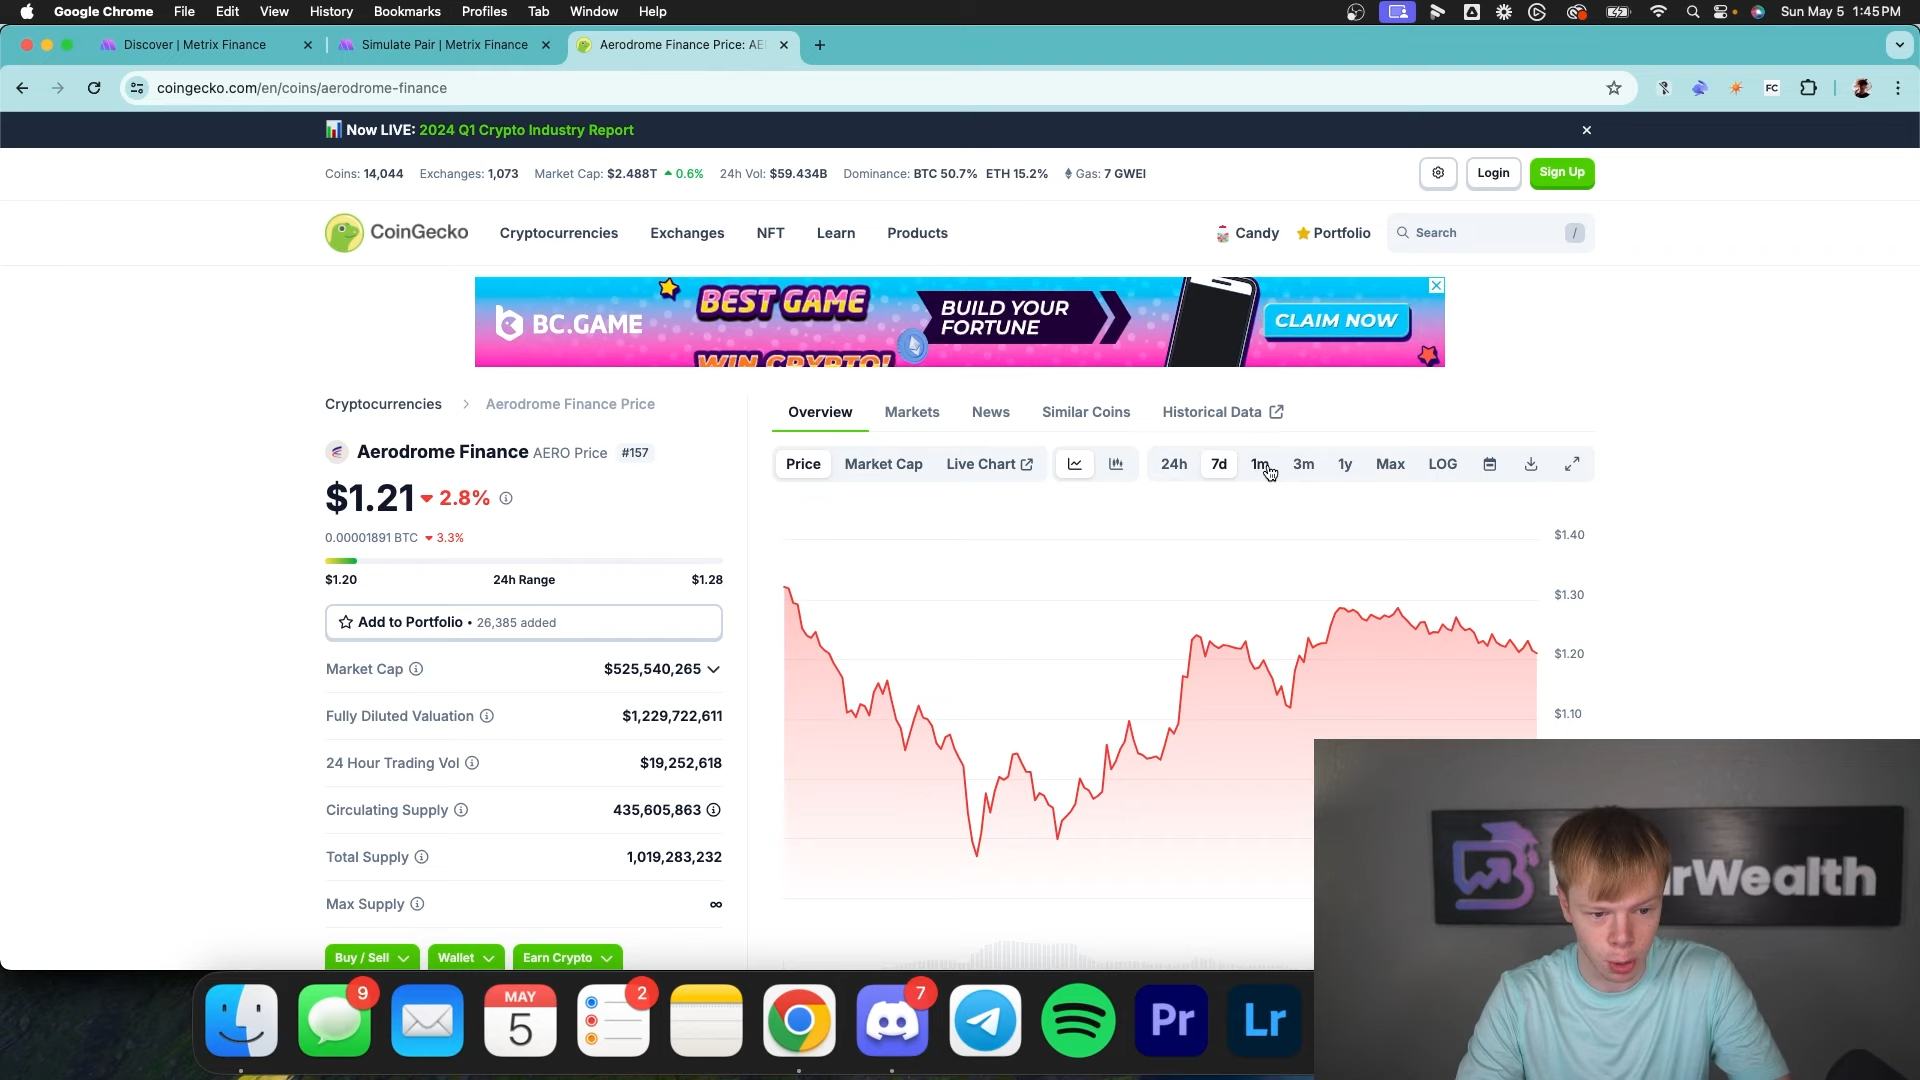 Google Chrome File Edit View History Bookmarks Profiles Tab Window Help Sun May 5 1:45 PM
Discover | Metrix Finance Simulate Pair | Metrix Finance Aerodrome Finance Price: AE
coingecko.com/en/coins/aerodrome-finance FC
Now LIVE: 2024 Q1 Crypto Industry Report
Coins: 14,044 Exchanges: 1,073 Market Cap: $2.488T 0.6% 24h Vol: $59.434B Dominance: BTC 50.7% ETH 15.2% Gas: 7 GWEI Login Sign Up
CoinGecko Cryptocurrencies Exchanges NFT Learn Products Candy Portfolio Search /
BC.GAME BEST GAME WIN CRYPTO! BUILD YOUR FORTUNE CLAIM NOW
Cryptocurrencies > Aerodrome Finance Price
Aerodrome Finance AERO Price #157
$1.21 2.8%
0.00001891 BTC 3.3%
$1.20 24h Range $1.28
Add to Portfolio • 26,385 added
Market Cap $525,540,265
Fully Diluted Valuation $1,229,722,611
24 Hour Trading Vol $19,252,618
Circulating Supply 435,605,863
Total Supply 1,019,283,232
Max Supply ∞
Buy / Sell Wallet Earn Crypto
Overview Markets News Similar Coins Historical Data
Price Market Cap Live Chart 24h 7d 1m 3m 1y Max LOG
$1.40
$1.30
$1.20
$1.10
rWealth
9 MAY 5 2 7 Pr Lr